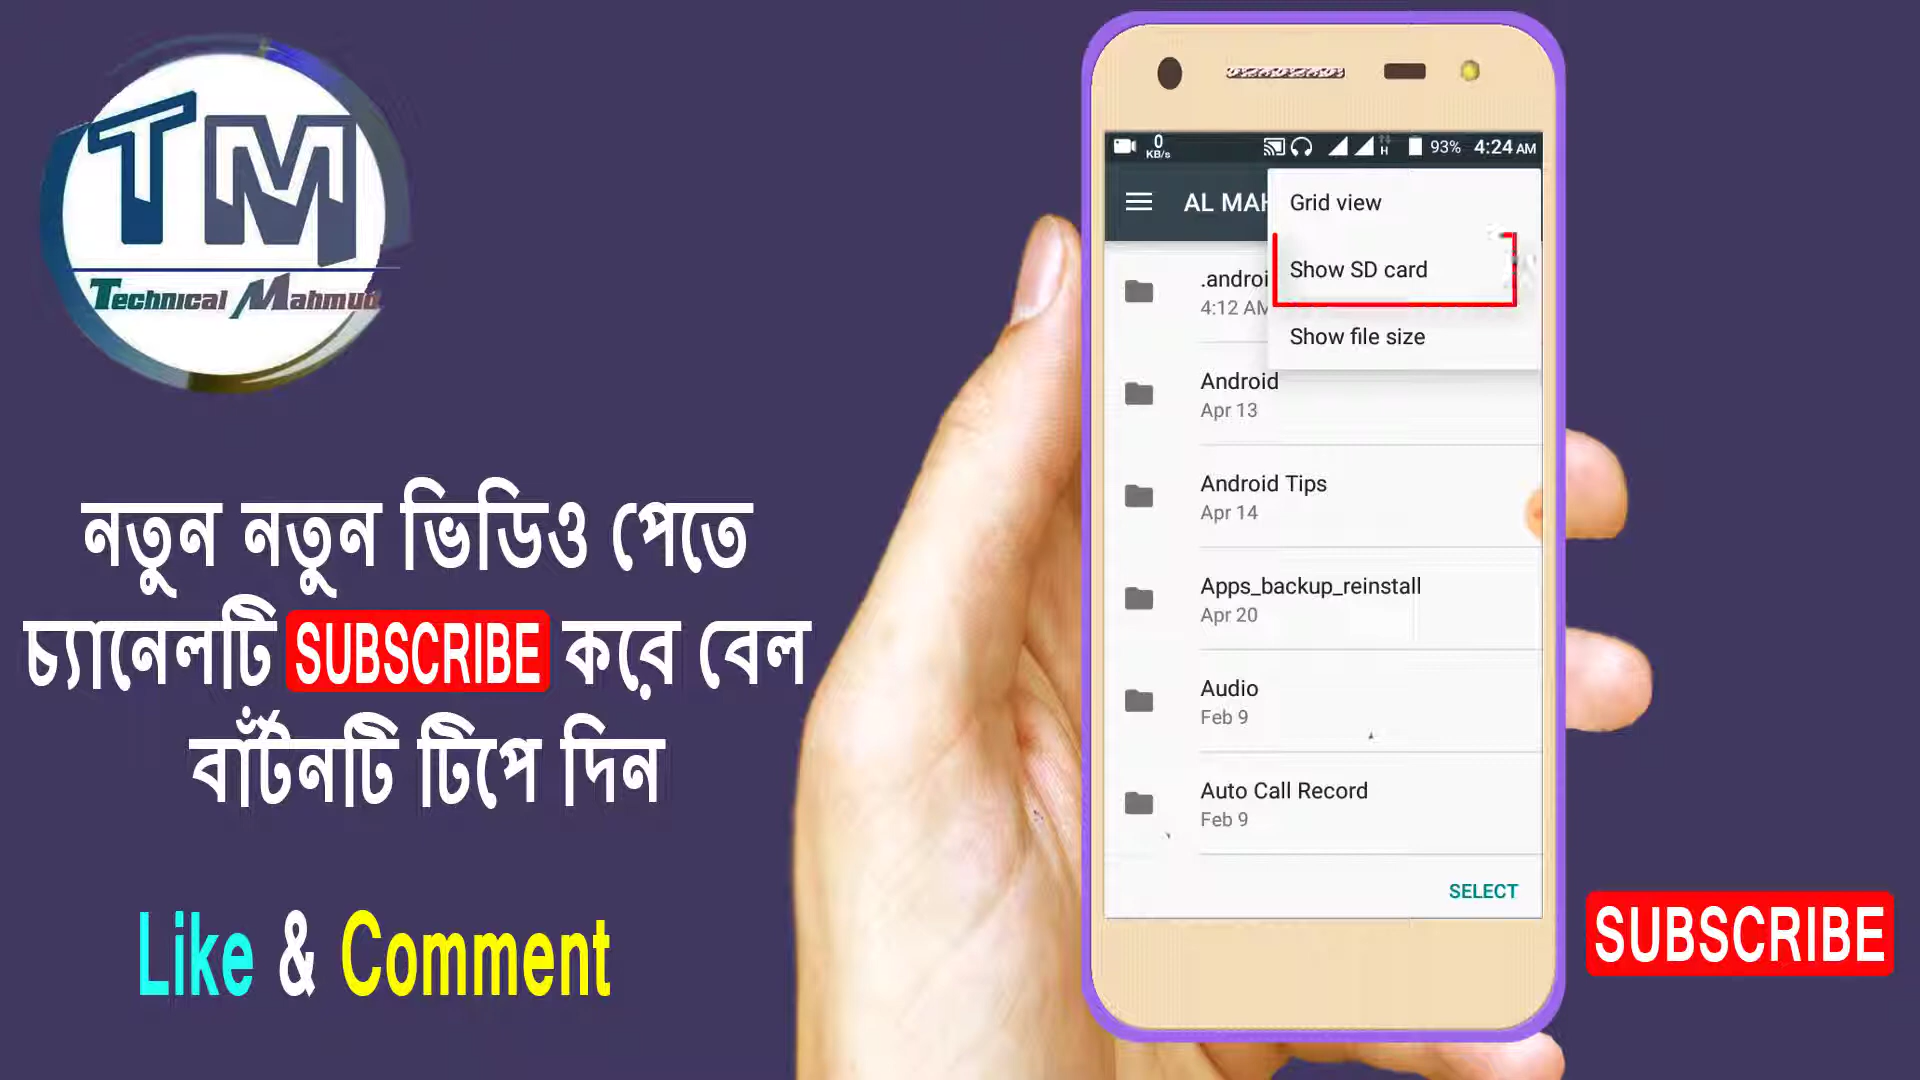 TM
Technical Mahmud
নতুন নতুন ভিডিও পেতে
চ্যানেলটি SUBSCRIBE করে বেল
বাঁটনটি টিপে দিন
Like & Comment
0
KB/s
H
93%
4:24 AM
AL MAH
Grid view
Show SD card
Show file size
.androi
4:12 AM
Android
Apr 13
Android Tips
Apr 14
Apps_backup_reinstall
Apr 20
Audio
Feb 9
Auto Call Record
Feb 9
SELECT
SUBSCRIBE